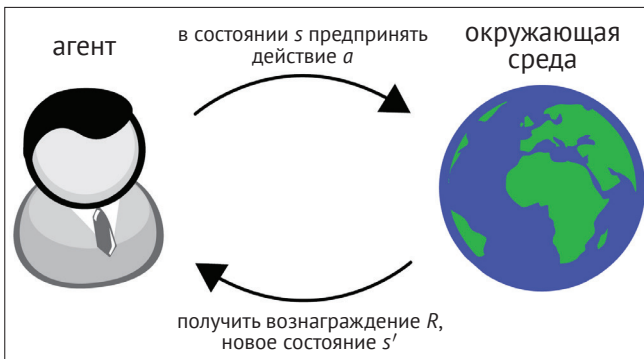 агент
в состоянии s предпринять
действие a
окружающая
среда
получить вознаграждение R,
новое состояние s′